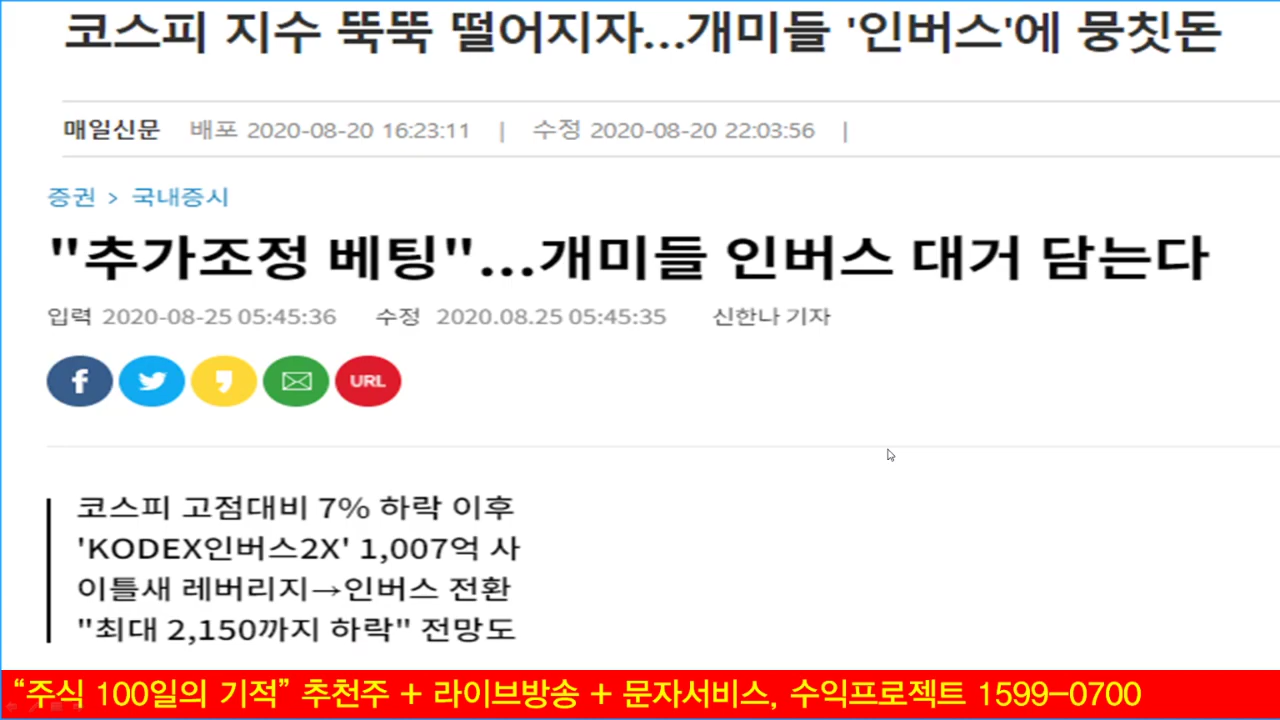 코스피 지수 뚝뚝 떨어지자...개미들 '인버스'에 뭉칫돈
매일신문 배포 2020-08-20 16:23:11 | 수정 2020-08-20 22:03:56 |
증권 > 국내증시
"추가조정 베팅"...개미들 인버스 대거 담는다
입력 2020-08-25 05:45:36 수정 2020.08.25 05:45:35 신한나 기자
f URL
코스피 고점대비 7% 하락 이후
'KODEX인버스2X' 1,007억 사
이틀새 레버리지→인버스 전환
"최대 2,150까지 하락" 전망도
“주식 100일의 기적” 추천주 + 라이브방송 + 문자서비스, 수익프로젝트 1599-0700